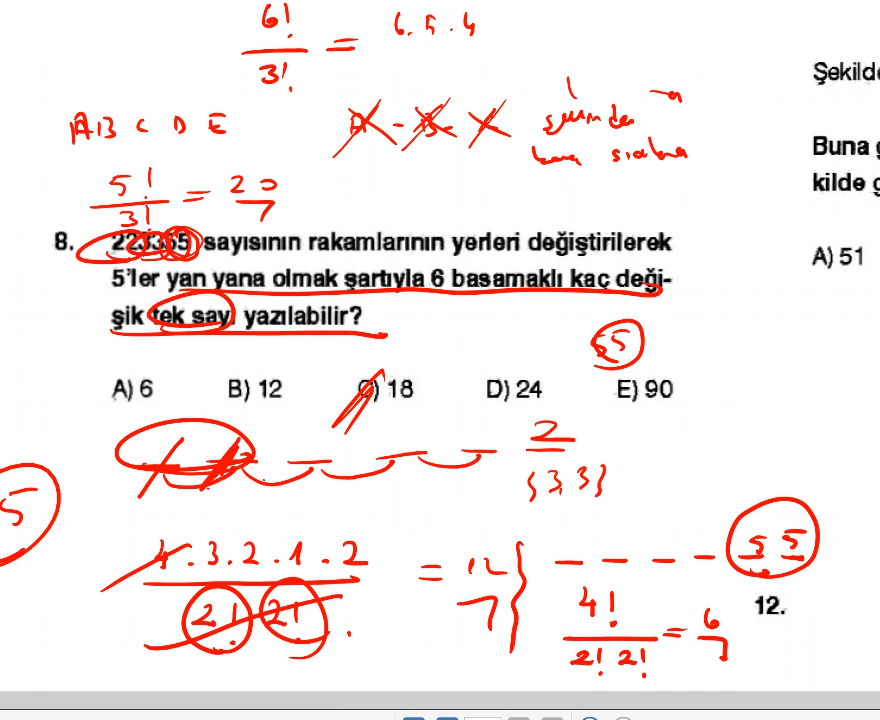 6! / 3! = 6.5.4
A B C D E
5! / 3! = 20
8. 223355 sayısının rakamlarının yerleri değiştirilerek
5'ler yan yana olmak şartıyla 6 basamaklı kaç deği-
şik tek sayı yazılabilir?
55
A) 6 B) 12 C) 18 D) 24 E) 90
2
{3,3}
5
4.3.2.1.2 / 2! 2! = 12
55
4! / 2! 2! = 6
Şekild
Buna
kilde
A) 51
12.